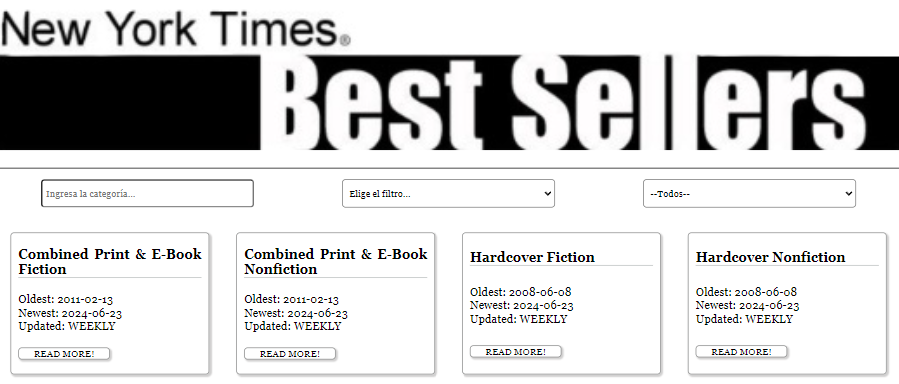 New York Times®
Best Sellers
Ingresa la categoría...
Elige el filtro...
--Todos--
Combined Print & E-Book
Fiction
Oldest: 2011-02-13
Newest: 2024-06-23
Updated: WEEKLY
READ MORE!
Combined Print & E-Book
Nonfiction
Oldest: 2011-02-13
Newest: 2024-06-23
Updated: WEEKLY
READ MORE!
Hardcover Fiction
Oldest: 2008-06-08
Newest: 2024-06-23
Updated: WEEKLY
READ MORE!
Hardcover Nonfiction
Oldest: 2008-06-08
Newest: 2024-06-23
Updated: WEEKLY
READ MORE!